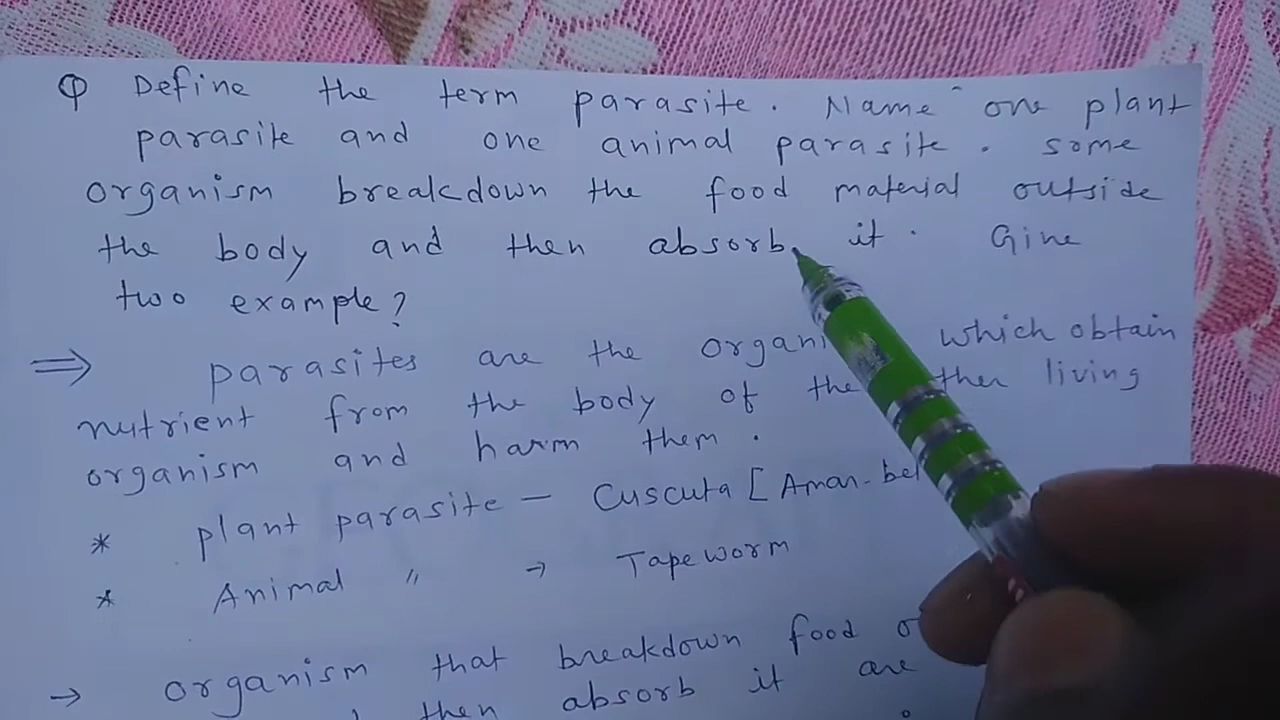 Q Define the term parasite. Name one plant
parasite and one animal parasite. some
organism breakdown the food material outside
the body and then absorb it. Gine
two example?
⇒ parasites are the organi which obtain
nutrient from the body of the ther living
organism and harm them.
* plant parasite — Cuscuta [Amar-bel
* Animal " → Tapeworm
→ organism that breakdown food
then absorb it are